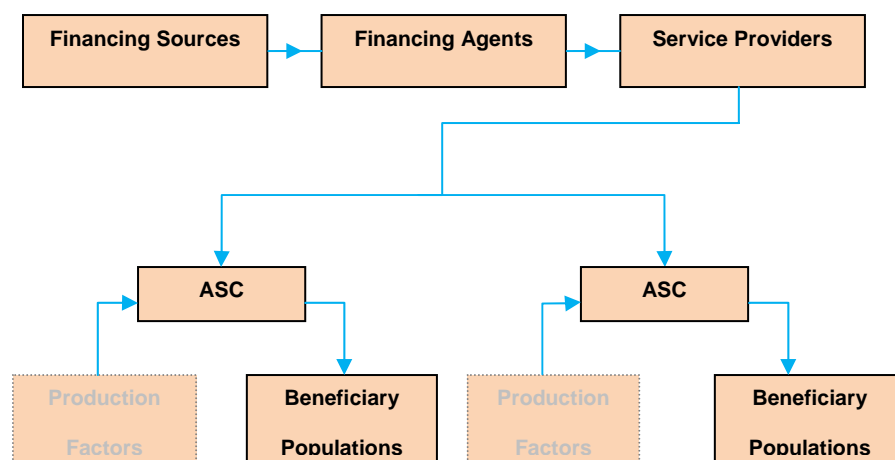 Financing Sources
Financing Agents
Service Providers
ASC
ASC
Production
Factors
Beneficiary
Populations
Production
Factors
Beneficiary
Populations